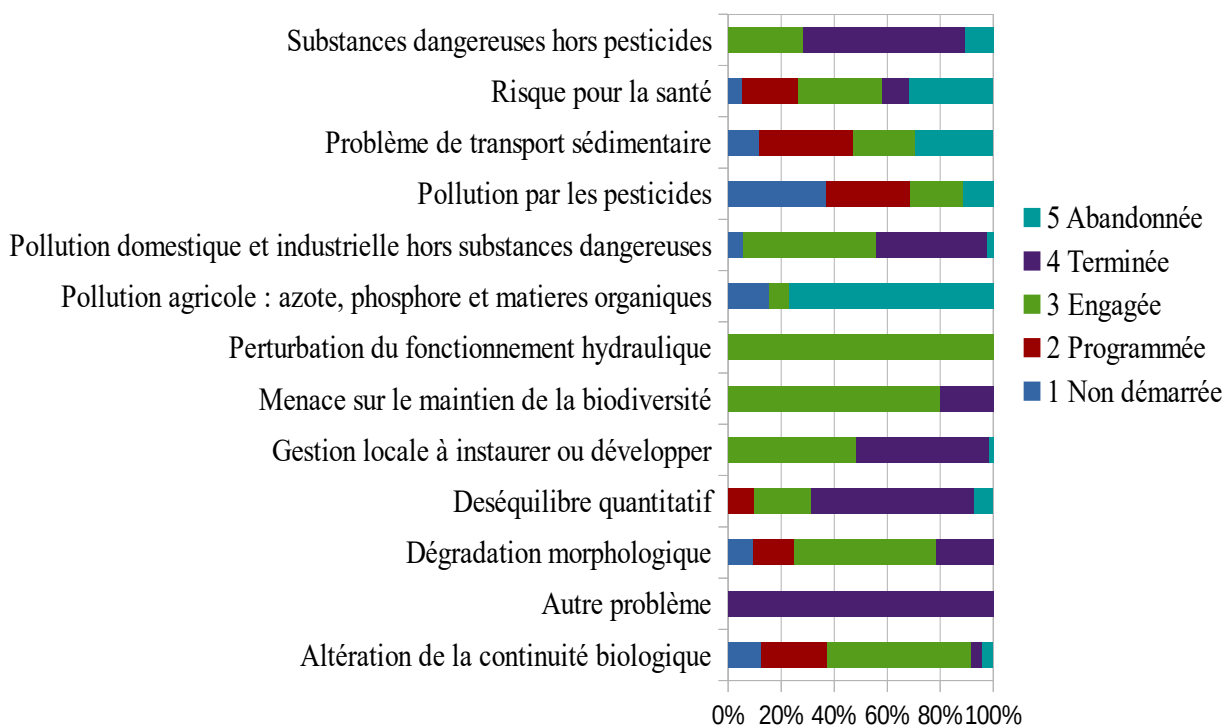 Substances dangereuses hors pesticides
Risque pour la santé
Problème de transport sédimentaire
Pollution par les pesticides
Pollution domestique et industrielle hors substances dangereuses
Pollution agricole : azote, phosphore et matieres organiques
Perturbation du fonctionnement hydraulique
Menace sur le maintien de la biodiversité
Gestion locale à instaurer ou développer
Deséquilibre quantitatif
Dégradation morphologique
Autre problème
Altération de la continuité biologique
0% 20% 40% 60% 80% 100%
5 Abandonnée
4 Terminée
3 Engagée
2 Programmée
1 Non démarrée